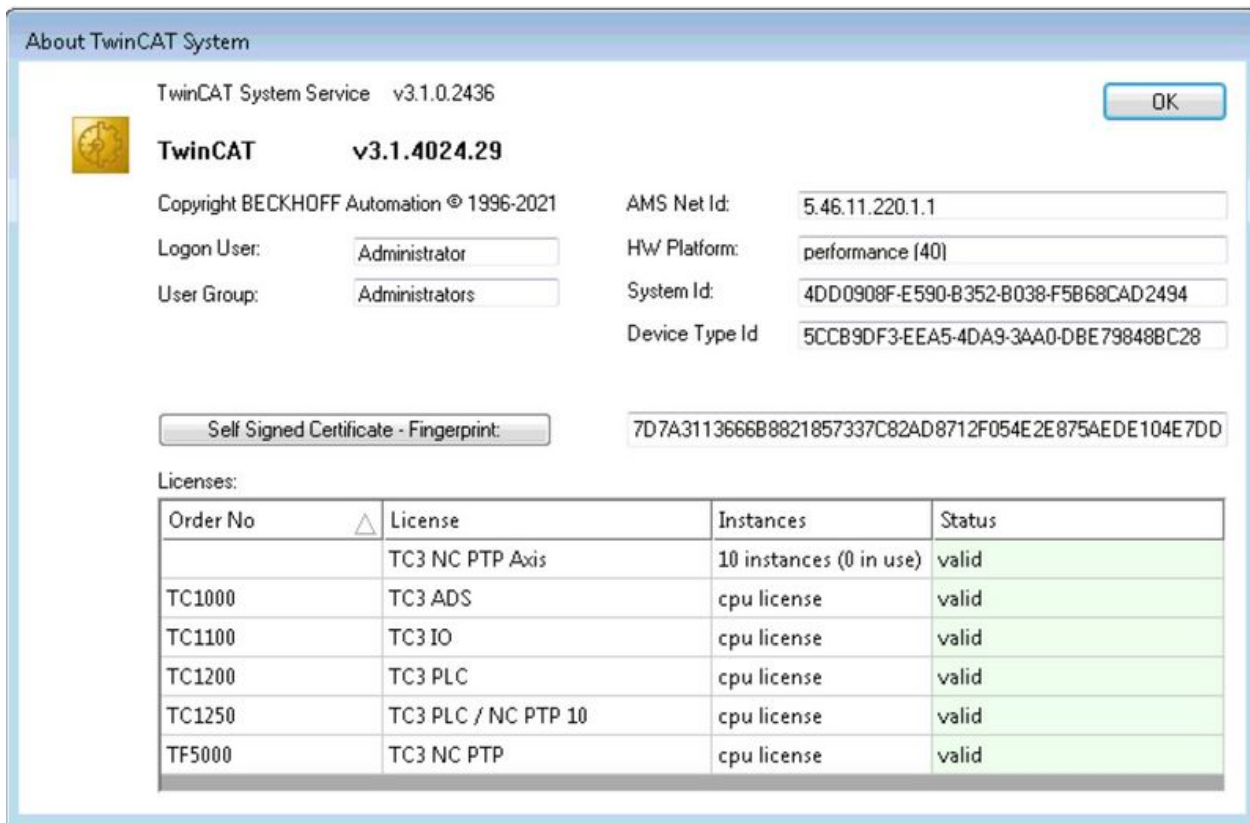 About TwinCAT System
TwinCAT System Service v3.1.0.2436
OK
TwinCAT v3.1.4024.29
Copyright BECKHOFF Automation © 1996-2021
AMS Net Id: 5.46.11.220.1.1
Logon User: Administrator
HW Platform: performance (40)
User Group: Administrators
System Id: 4DD0908F-E590-B352-B038-F5B68CAD2494
Device Type Id 5CCB9DF3-EEA5-4DA9-3AA0-DBE79848BC28
Self Signed Certificate - Fingerprint: 7D7A3113666B8821857337C82AD8712F054E2E875AEDE104E7DD
Licenses:
Order No License Instances Status
TC3 NC PTP Axis 10 instances (0 in use) valid
TC1000 TC3 ADS cpu license valid
TC1100 TC3 IO cpu license valid
TC1200 TC3 PLC cpu license valid
TC1250 TC3 PLC / NC PTP 10 cpu license valid
TF5000 TC3 NC PTP cpu license valid